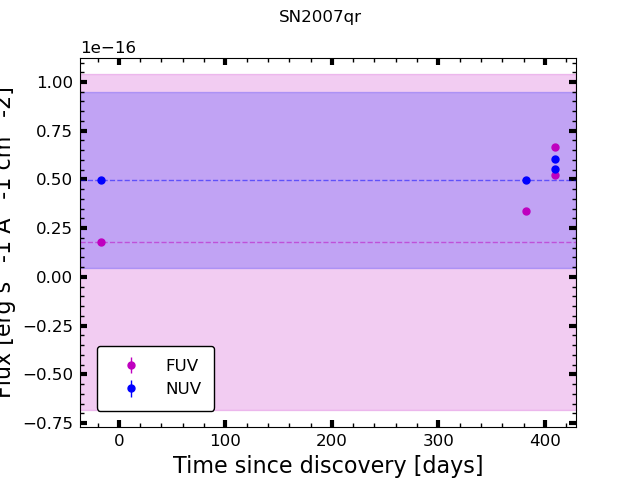 SN2007qr
1e−16
1.00
0.75
0.50
0.25
0.00
−0.25
−0.50
−0.75
Flux [erg s -1 A -1 cm -2]
FUV
NUV
0 100 200 300 400
Time since discovery [days]